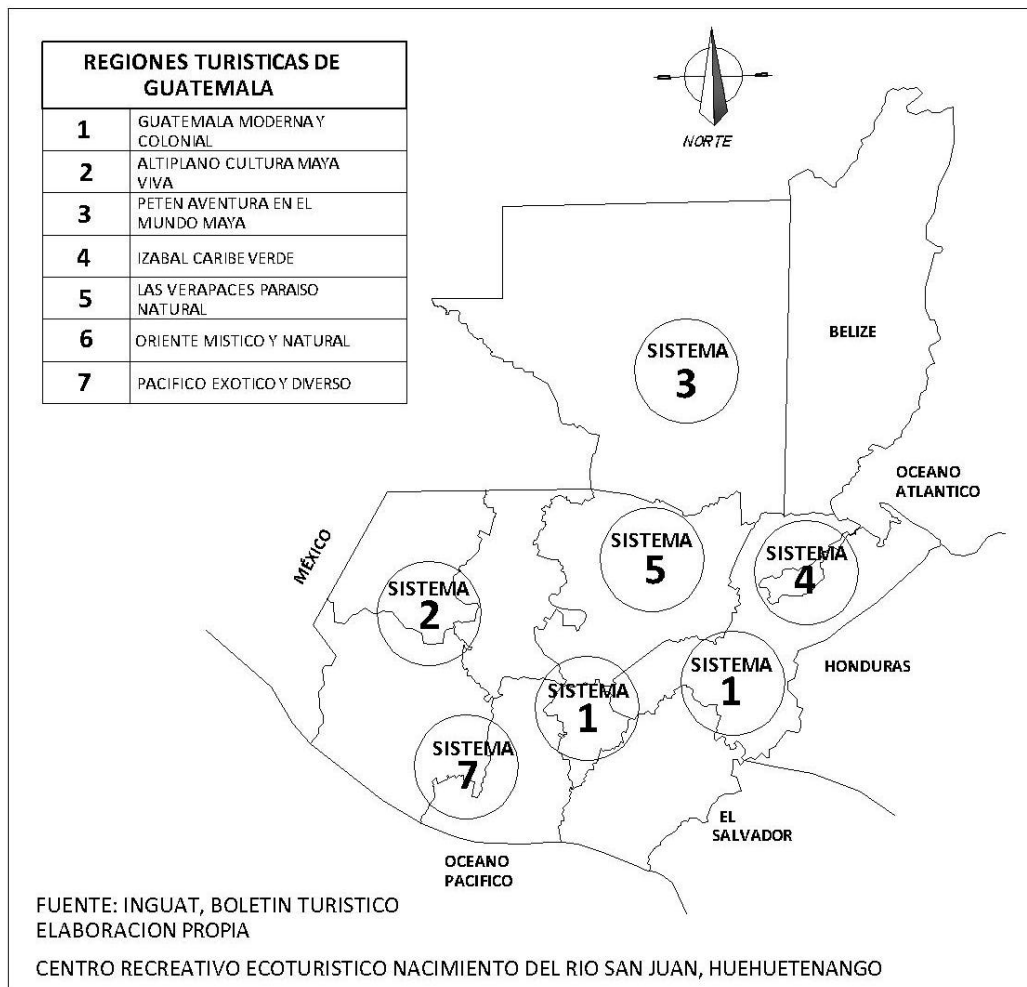 REGIONES TURISTICAS DE
GUATEMALA
1
GUATEMALA MODERNA Y
COLONIAL
2
ALTIPLANO CULTURA MAYA
VIVA
3
PETEN AVENTURA EN EL
MUNDO MAYA
4
IZABAL CARIBE VERDE
5
LAS VERAPACES PARAISO
NATURAL
6
ORIENTE MISTICO Y NATURAL
7
PACIFICO EXOTICO Y DIVERSO
NORTE
BELIZE
SISTEMA
3
OCEANO
ATLANTICO
MÉXICO
SISTEMA
5
SISTEMA
4
SISTEMA
2
HONDURAS
SISTEMA
1
SISTEMA
1
SISTEMA
7
EL
SALVADOR
OCEANO
PACIFICO
FUENTE: INGUAT, BOLETIN TURISTICO
ELABORACION PROPIA
CENTRO RECREATIVO ECOTURISTICO NACIMIENTO DEL RIO SAN JUAN, HUEHUETENANGO